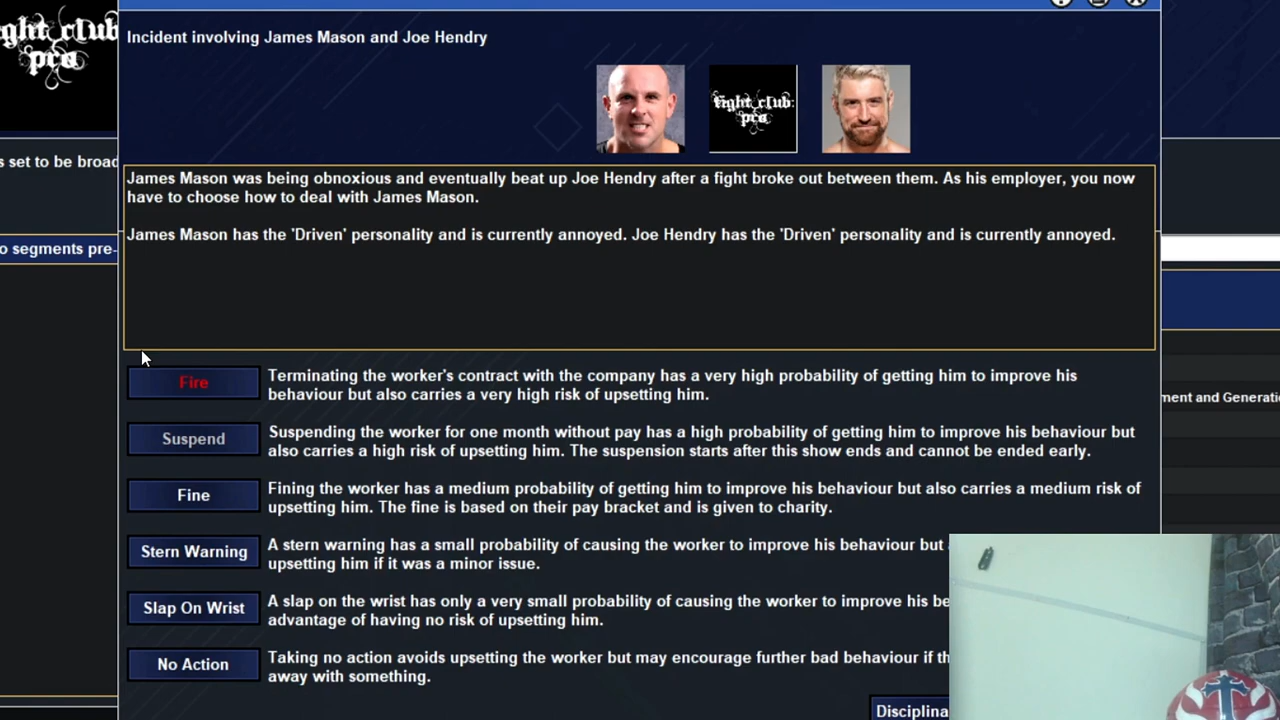 ght club
pro
Incident involving James Mason and Joe Hendry
fight club:
pro
s set to be broad
James Mason was being obnoxious and eventually beat up Joe Hendry after a fight broke out between them. As his employer, you now
have to choose how to deal with James Mason.
James Mason has the 'Driven' personality and is currently annoyed. Joe Hendry has the 'Driven' personality and is currently annoyed.
o segments pre-
Fire
Terminating the worker's contract with the company has a very high probability of getting him to improve his
behaviour but also carries a very high risk of upsetting him.
ment and Generati
Suspend
Suspending the worker for one month without pay has a high probability of getting him to improve his behaviour but
also carries a high risk of upsetting him. The suspension starts after this show ends and cannot be ended early.
Fine
Fining the worker has a medium probability of getting him to improve his behaviour but also carries a medium risk of
upsetting him. The fine is based on their pay bracket and is given to charity.
Stern Warning
A stern warning has a small probability of causing the worker to improve his behaviour but
upsetting him if it was a minor issue.
Slap On Wrist
A slap on the wrist has only a very small probability of causing the worker to improve his be
advantage of having no risk of upsetting him.
No Action
Taking no action avoids upsetting the worker but may encourage further bad behaviour if th
away with something.
Disciplina